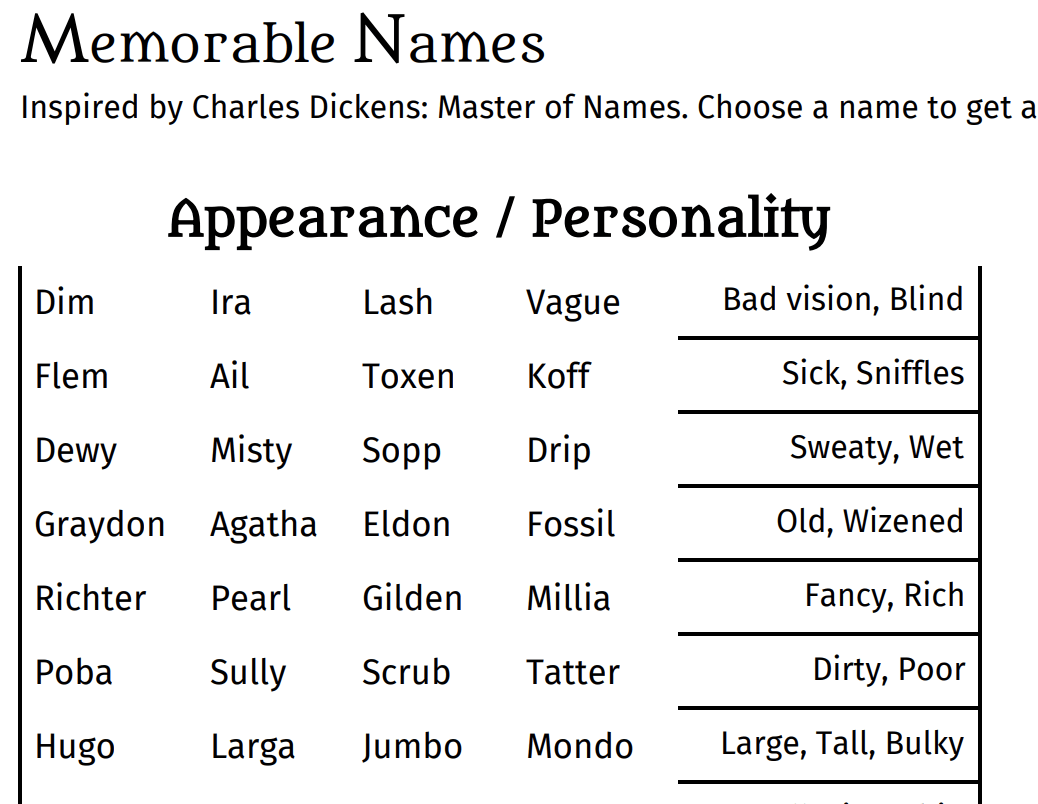 Memorable Names
Inspired by Charles Dickens: Master of Names. Choose a name to get a
Appearance / Personality
Dim Ira Lash Vague Bad vision, Blind
Flem Ail Toxen Koff Sick, Sniffles
Dewy Misty Sopp Drip Sweaty, Wet
Graydon Agatha Eldon Fossil Old, Wizened
Richter Pearl Gilden Millia Fancy, Rich
Poba Sully Scrub Tatter Dirty, Poor
Hugo Larga Jumbo Mondo Large, Tall, Bulky